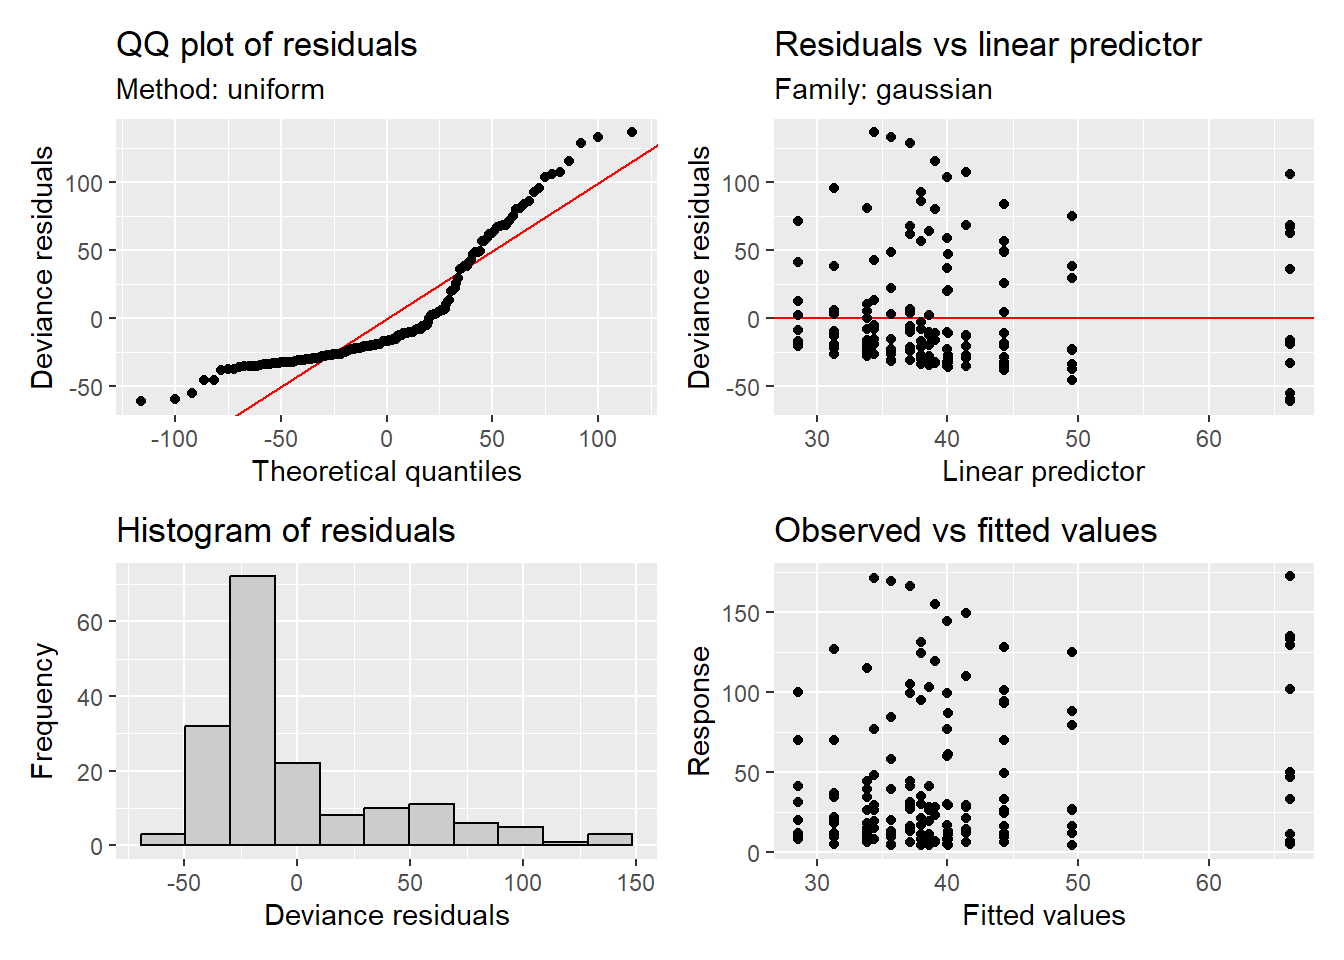 QQ plot of residuals
Method: uniform
Deviance residuals
100
50
0
-50
-100
-50
0
50
100
Theoretical quantiles
Residuals vs linear predictor
Family: gaussian
Deviance residuals
100
50
0
-50
30
40
50
60
Linear predictor
Histogram of residuals
Frequency
60
40
20
0
-50
0
50
100
150
Deviance residuals
Observed vs fitted values
Response
150
100
50
0
30
40
50
60
Fitted values